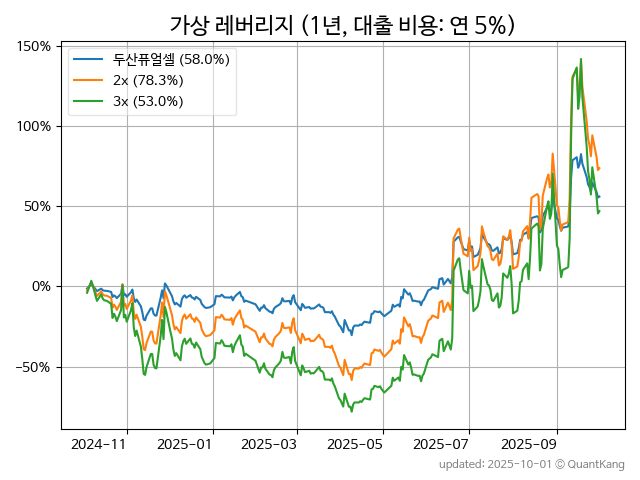 가상 레버리지 (1년, 대출 비용: 연 5%)
두산퓨얼셀 (58.0%)
2x (78.3%)
3x (53.0%)
150%
100%
50%
0%
−50%
2024-11 2025-01 2025-03 2025-05 2025-07 2025-09
updated: 2025-10-01 © QuantKang